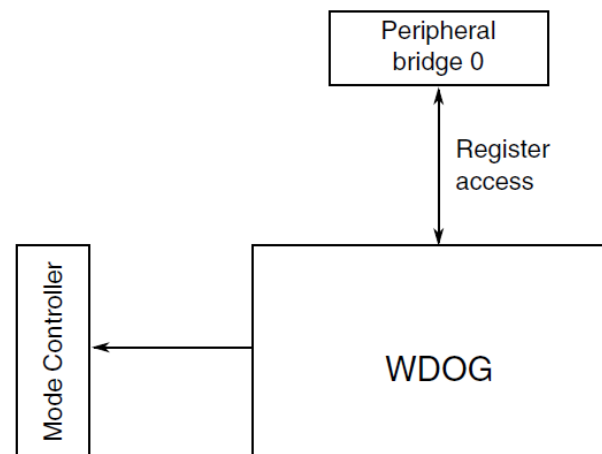 Peripheral
bridge 0
Register
access
Mode Controller
WDOG